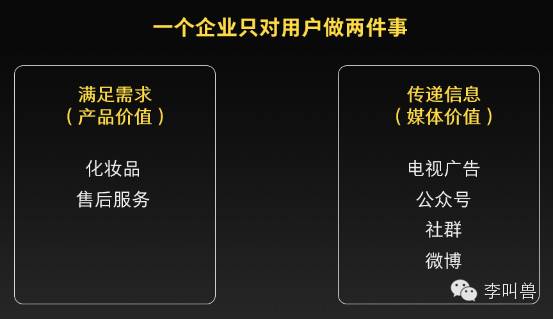 一个企业只对用户做两件事
满足需求
（产品价值）
化妆品
售后服务
传递信息
（媒体价值）
电视广告
公众号
社群
微博
李叫兽